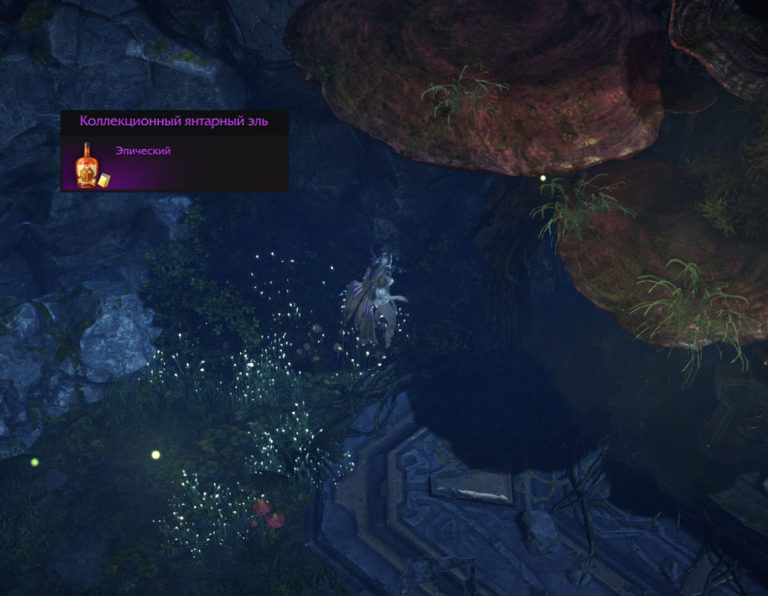 Коллекционный янтарный эль
Эпический